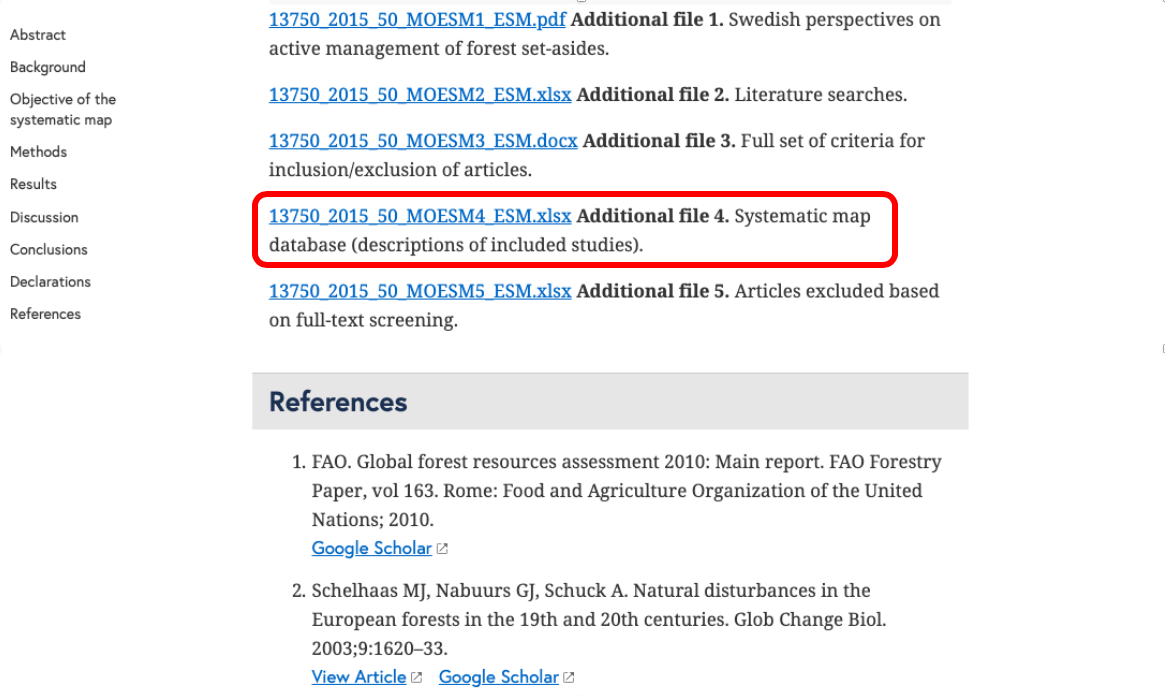 Abstract
Background
Objective of the
systematic map
Methods
Results
Discussion
Conclusions
Declarations
References
13750_2015_50_MOESM1_ESM.pdf Additional file 1. Swedish perspectives on
active management of forest set-asides.
13750_2015_50_MOESM2_ESM.xlsx Additional file 2. Literature searches.
13750_2015_50_MOESM3_ESM.docx Additional file 3. Full set of criteria for
inclusion/exclusion of articles.
13750_2015_50_MOESM4_ESM.xlsx Additional file 4. Systematic map
database (descriptions of included studies).
13750_2015_50_MOESM5_ESM.xlsx Additional file 5. Articles excluded based
on full-text screening.
References
1. FAO. Global forest resources assessment 2010: Main report. FAO Forestry
Paper, vol 163. Rome: Food and Agriculture Organization of the United
Nations; 2010.
Google Scholar
2. Schelhaas MJ, Nabuurs GJ, Schuck A. Natural disturbances in the
European forests in the 19th and 20th centuries. Glob Change Biol.
2003;9:1620–33.
View Article Google Scholar